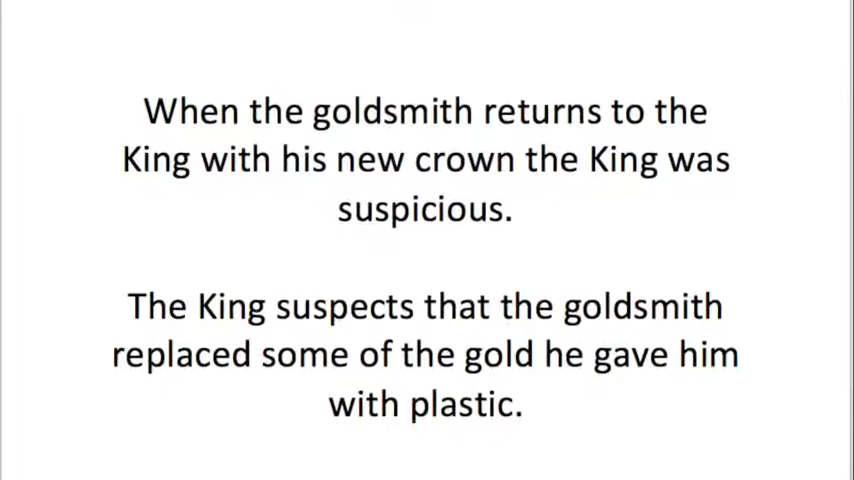 When the goldsmith returns to the
King with his new crown the King was
suspicious.
The King suspects that the goldsmith
replaced some of the gold he gave him
with plastic.